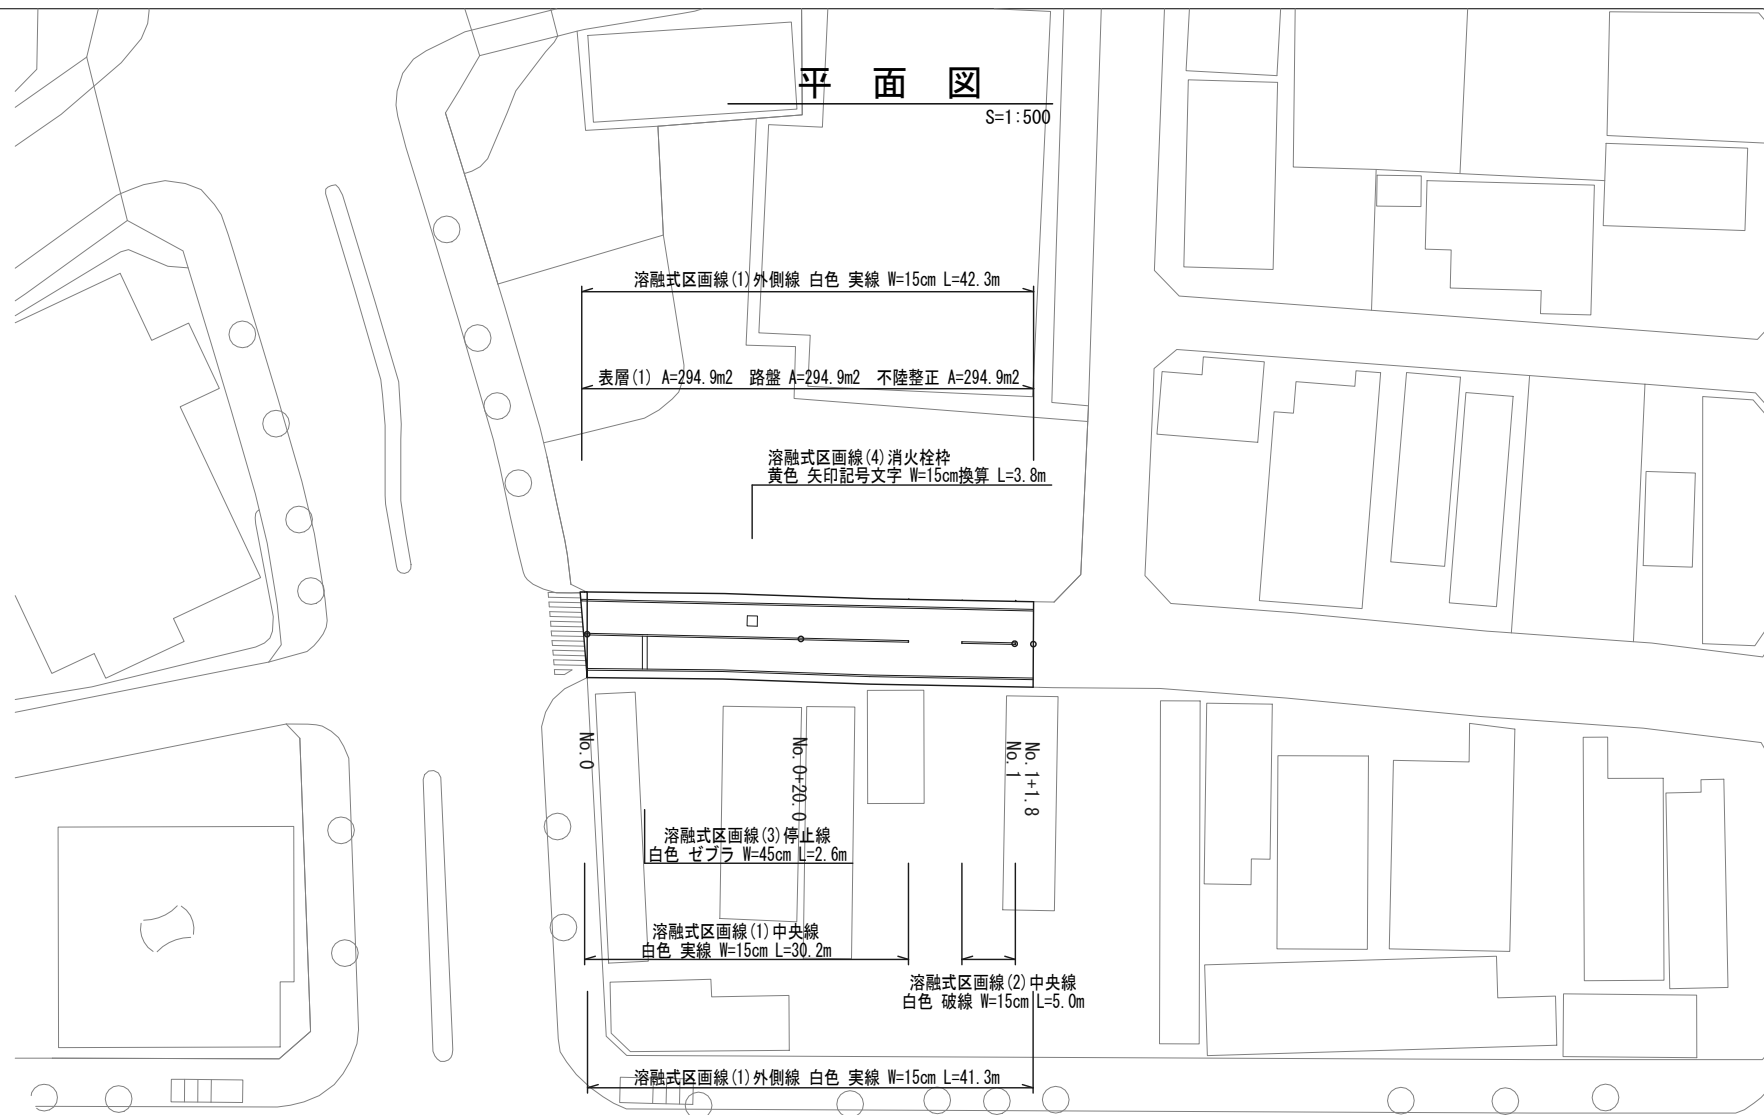 平 面 図
S=1:500
溶融式区画線(1)外側線 白色 実線 W=15cm L=42.3m
表層(1) A=294.9m2 路盤 A=294.9m2 不陸整正 A=294.9m2
溶融式区画線(4)消火栓枠
黄色 矢印記号文字 W=15cm換算 L=3.8m
No.0
No.0+20.0
No.1
No.1+1.8
溶融式区画線(3)停止線
白色 ゼブラ W=45cm L=2.6m
溶融式区画線(1)中央線
白色 実線 W=15cm L=30.2m
溶融式区画線(2)中央線
白色 破線 W=15cm L=5.0m
溶融式区画線(1)外側線 白色 実線 W=15cm L=41.3m